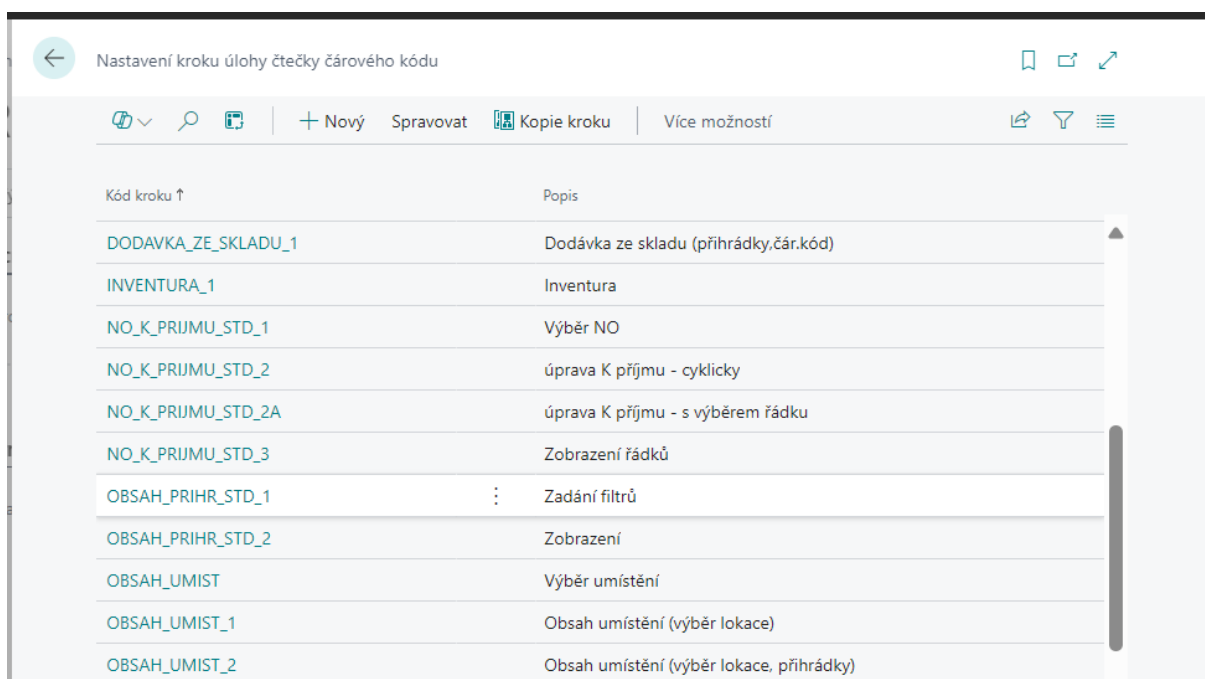 Nastavení kroku úlohy čtečky čárového kódu
Nový Spravovat Kopie kroku Více možností
Kód kroku Popis
DODAVKA_ZE_SKLADU_1 Dodávka ze skladu (přihrádky,čár.kód)
INVENTURA_1 Inventura
NO_K_PRIJMU_STD_1 Výběr NO
NO_K_PRIJMU_STD_2 úprava K příjmu - cyklicky
NO_K_PRIJMU_STD_2A úprava K příjmu - s výběrem řádku
NO_K_PRIJMU_STD_3 Zobrazení řádků
OBSAH_PRIHR_STD_1 Zadání filtrů
OBSAH_PRIHR_STD_2 Zobrazení
OBSAH_UMIST Výběr umístění
OBSAH_UMIST_1 Obsah umístění (výběr lokace)
OBSAH_UMIST_2 Obsah umístění (výběr lokace, přihrádky)